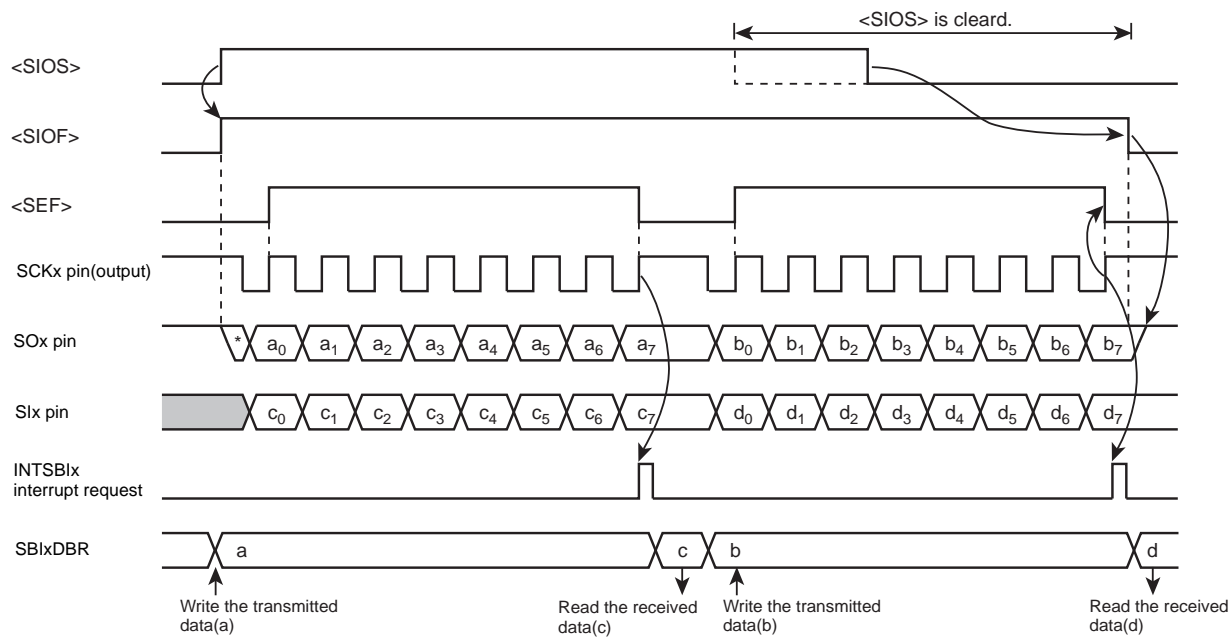 <SIOS> is cleard.
<SIOS>
<SIOF>
<SEF>
SCKx pin(output)
SOx pin
* a0 a1 a2 a3 a4 a5 a6 a7 b0 b1 b2 b3 b4 b5 b6 b7
SIx pin
c0 c1 c2 c3 c4 c5 c6 c7 d0 d1 d2 d3 d4 d5 d6 d7
INTSBIx
interrupt request
SBIxDBR
a c b d
Write the transmitted
data(a)
Read the received
data(c)
Write the transmitted
data(b)
Read the received
data(d)